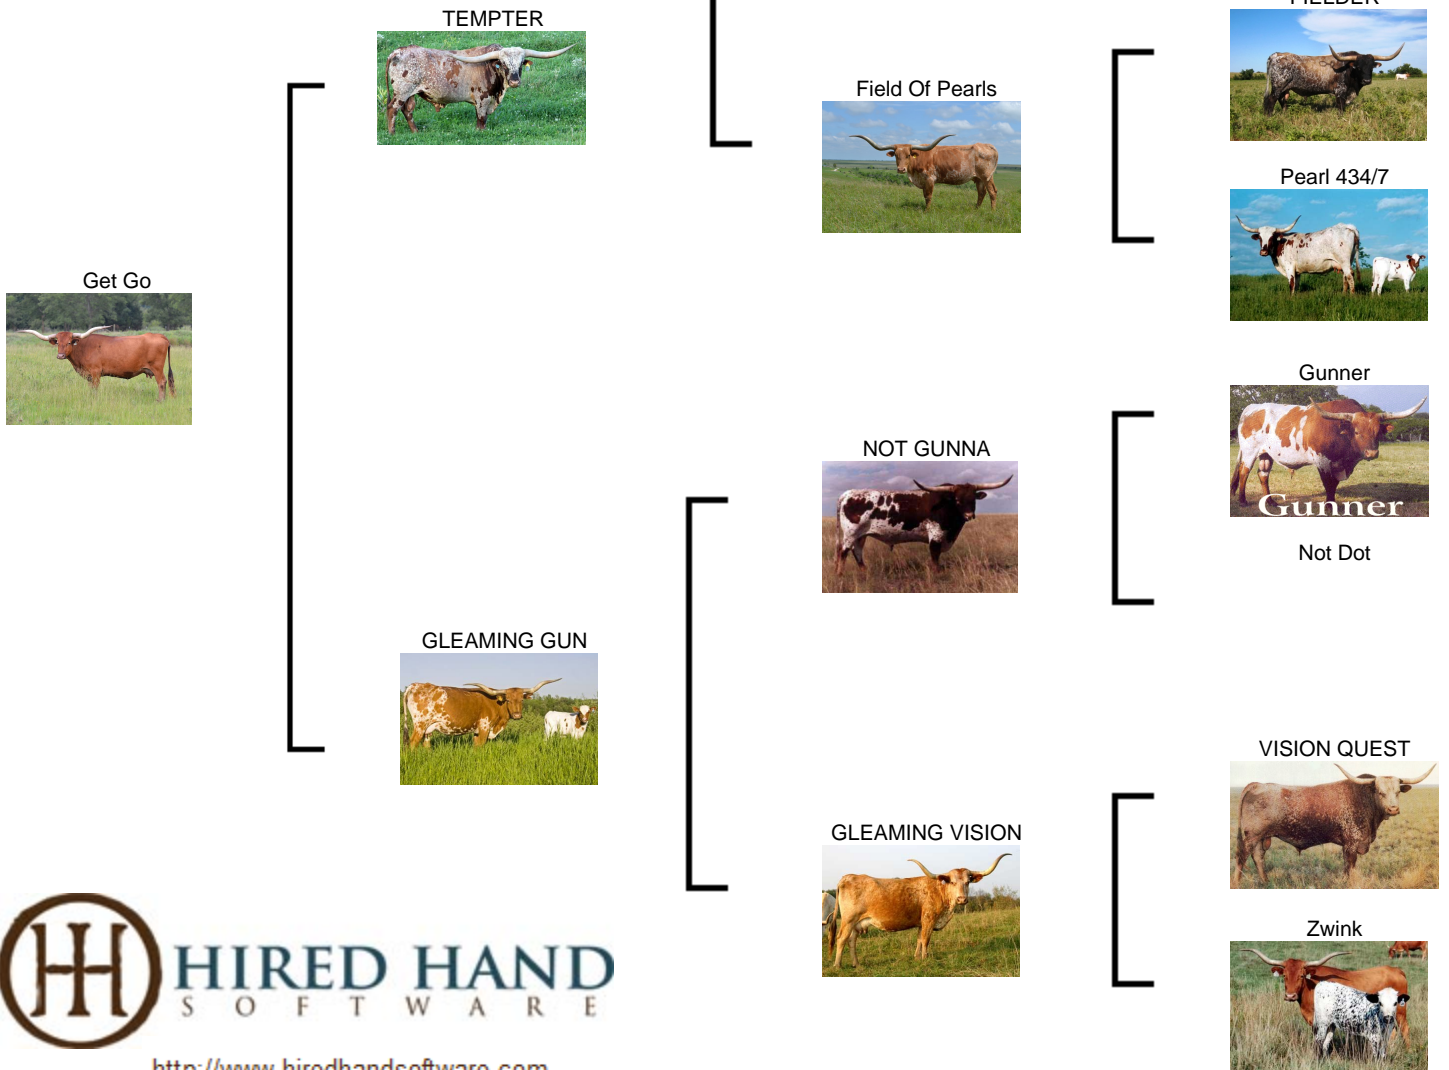 TEMPTER
Field Of Pearls
Pearl 434/7
Get Go
Gunner
Gunner
NOT GUNNA
Not Dot
GLEAMING GUN
VISION QUEST
GLEAMING VISION
Zwink
HIRED HAND
SOFTWARE